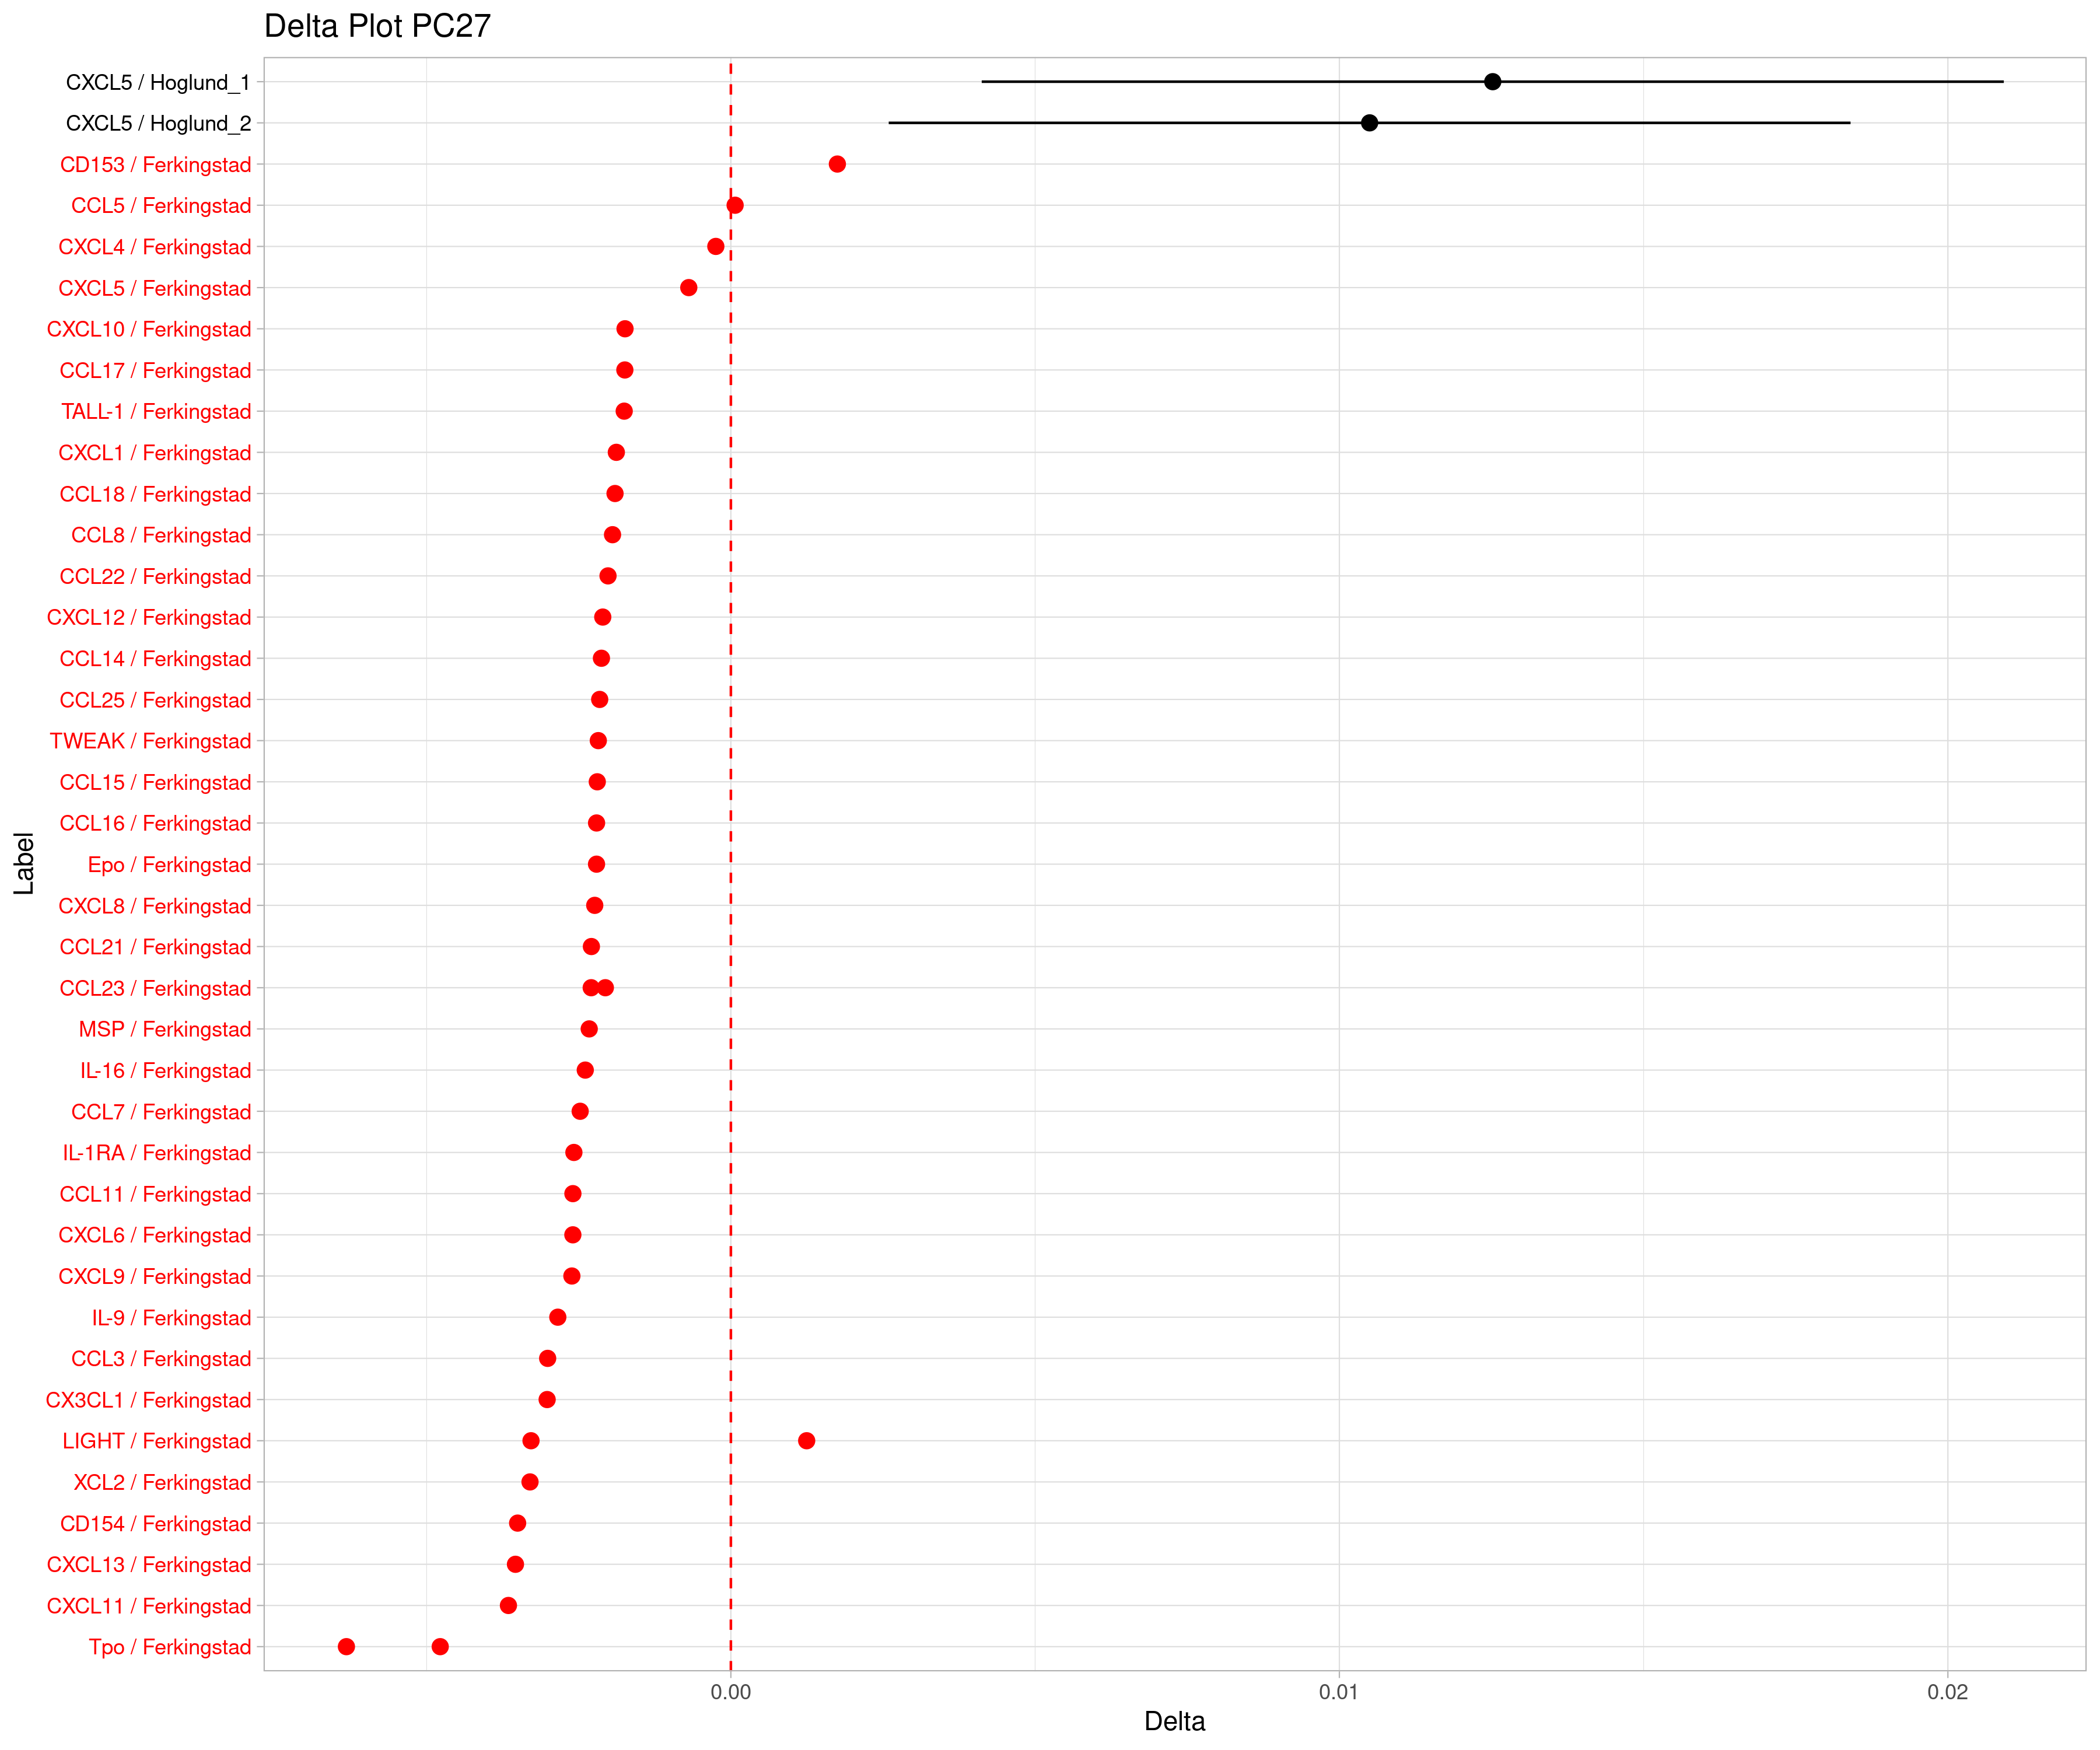 Delta Plot PC27
CXCL5 / Hoglund_1
CXCL5 / Hoglund_2
CD153 / Ferkingstad
CCL5 / Ferkingstad
CXCL4 / Ferkingstad
CXCL5 / Ferkingstad
CXCL10 / Ferkingstad
CCL17 / Ferkingstad
TALL-1 / Ferkingstad
CXCL1 / Ferkingstad
CCL18 / Ferkingstad
CCL8 / Ferkingstad
CCL22 / Ferkingstad
CXCL12 / Ferkingstad
CCL14 / Ferkingstad
CCL25 / Ferkingstad
TWEAK / Ferkingstad
CCL15 / Ferkingstad
CCL16 / Ferkingstad
Epo / Ferkingstad
CXCL8 / Ferkingstad
CCL21 / Ferkingstad
CCL23 / Ferkingstad
MSP / Ferkingstad
IL-16 / Ferkingstad
CCL7 / Ferkingstad
IL-1RA / Ferkingstad
CCL11 / Ferkingstad
CXCL6 / Ferkingstad
CXCL9 / Ferkingstad
IL-9 / Ferkingstad
CCL3 / Ferkingstad
CX3CL1 / Ferkingstad
LIGHT / Ferkingstad
XCL2 / Ferkingstad
CD154 / Ferkingstad
CXCL13 / Ferkingstad
CXCL11 / Ferkingstad
Tpo / Ferkingstad
Label
0.00 0.01 0.02
Delta